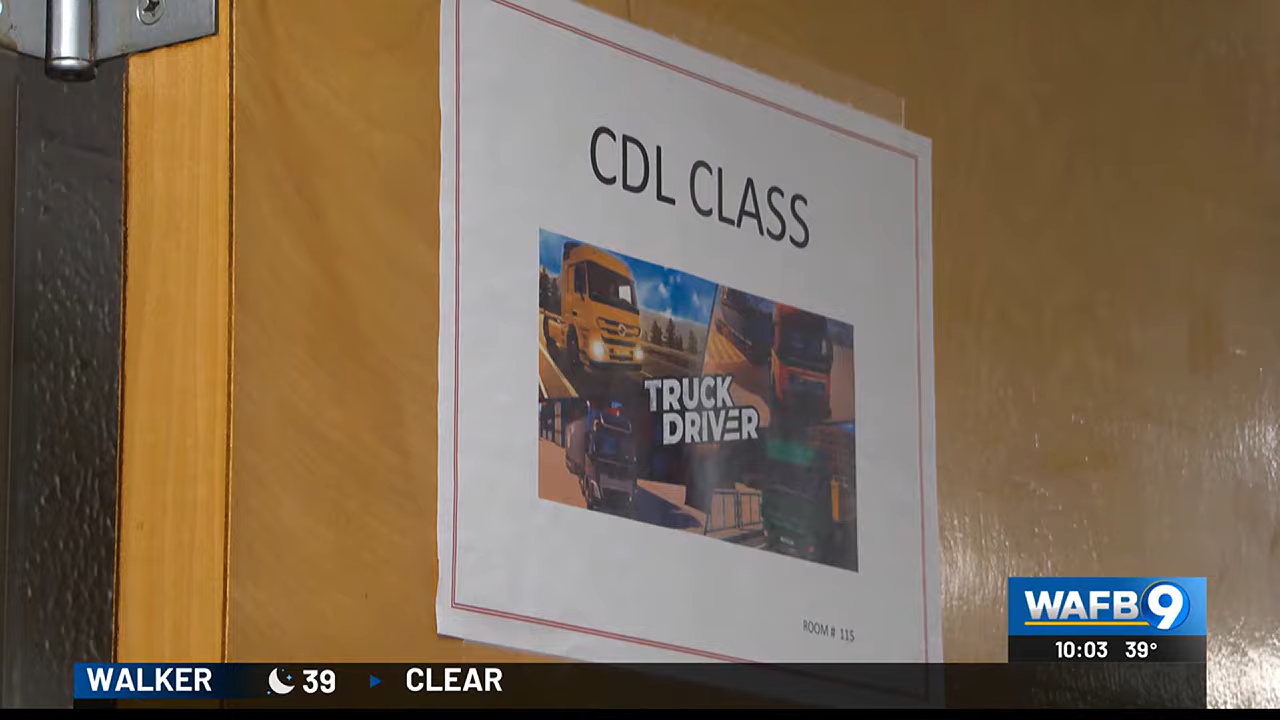 CDL CLASS
TRUCK
DRIVER
ROOM # 115
WAFB 9
10:03 39°
WALKER 39 CLEAR